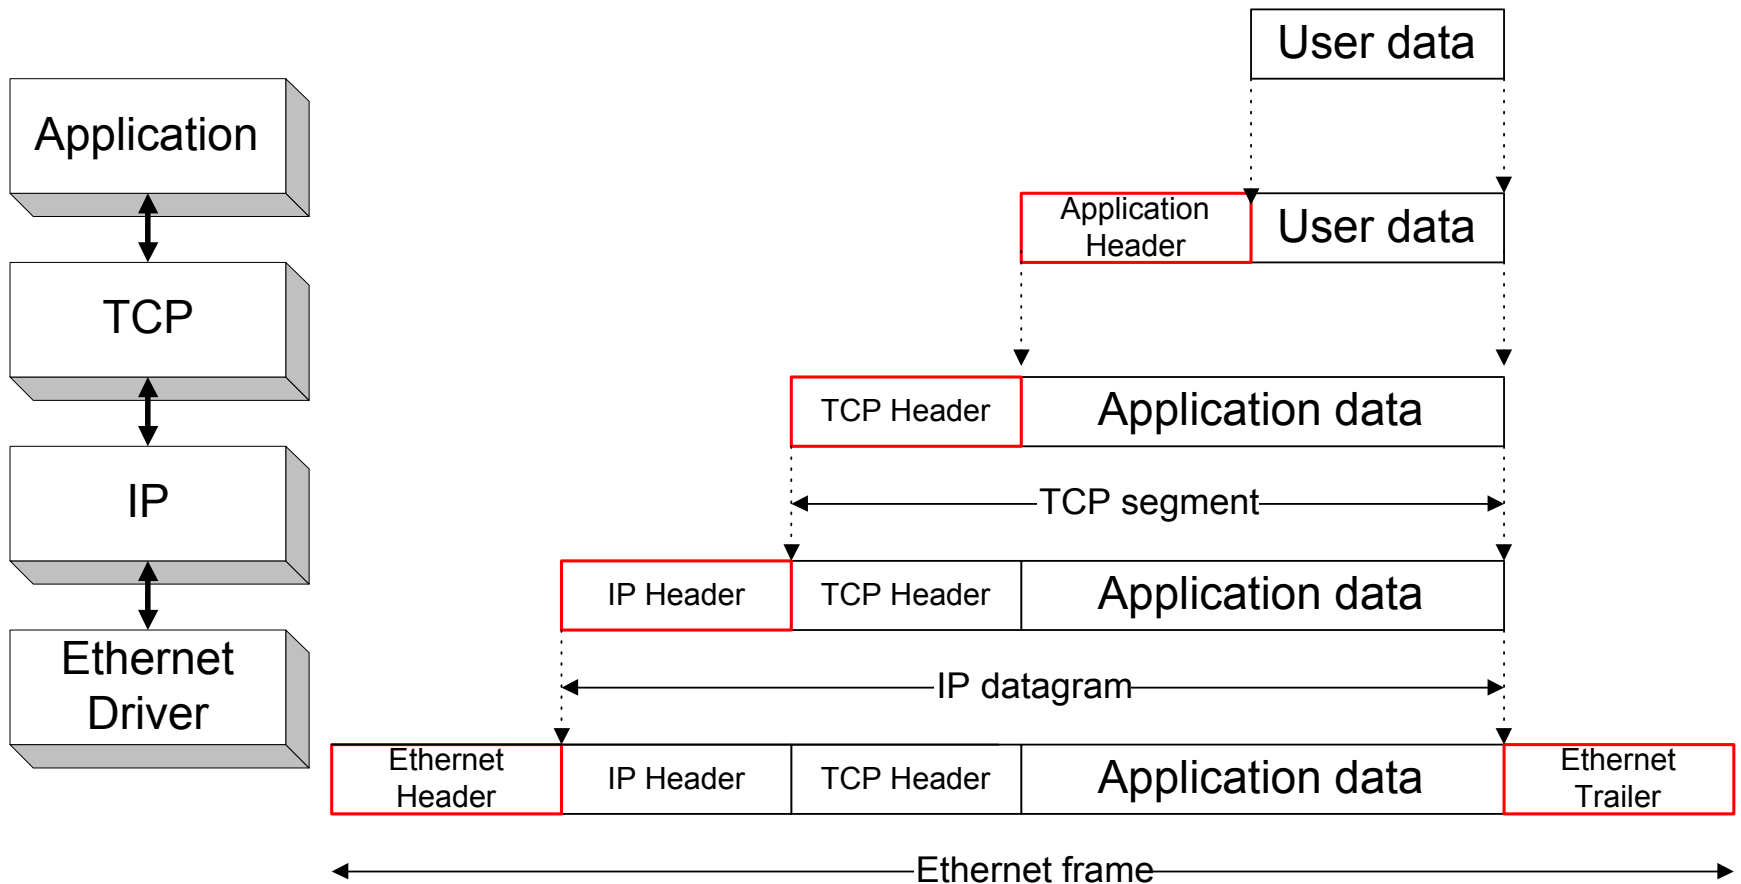 User data
Application
Application
Header
User data
TCP
TCP Header
Application data
IP
TCP segment
IP Header
TCP Header
Application data
Ethernet
Driver
IP datagram
Ethernet
Header
IP Header
TCP Header
Application data
Ethernet
Trailer
Ethernet frame